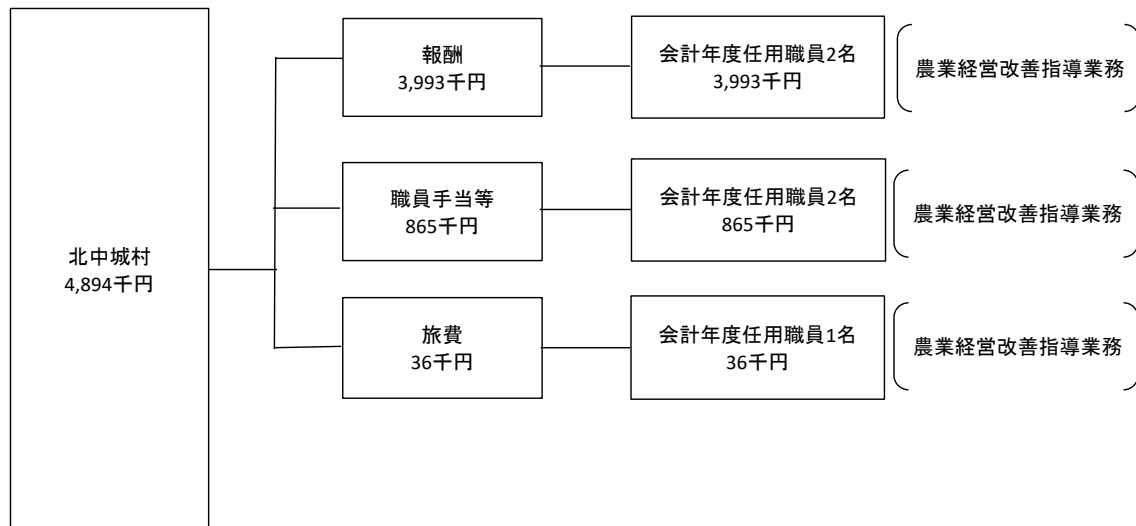 北中城村
4,894千円
報酬
3,993千円
会計年度任用職員2名
3,993千円
農業経営改善指導業務
職員手当等
865千円
会計年度任用職員2名
865千円
農業経営改善指導業務
旅費
36千円
会計年度任用職員1名
36千円
農業経営改善指導業務